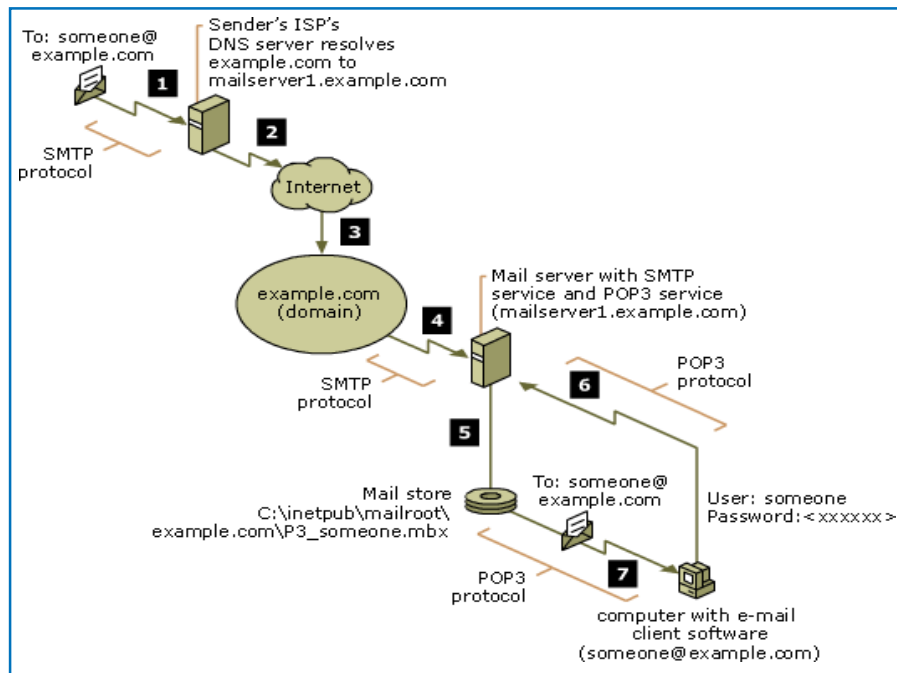 To: someone@
example.com
Sender's ISP's
DNS server resolves
example.com to
mailserver1.example.com
1
2
SMTP
protocol
Internet
3
example.com
(domain)
4
Mail server with SMTP
service and POP3 service
(mailserver1.example.com)
SMTP
protocol
POP3
protocol
6
5
To: someone@
example.com
Mail store
C:\inetpub\mailroot\
example.com\P3_someone.mbx
User: someone
Password:<xxxxxx>
7
POP3
protocol
computer with e-mail
client software
(someone@example.com)